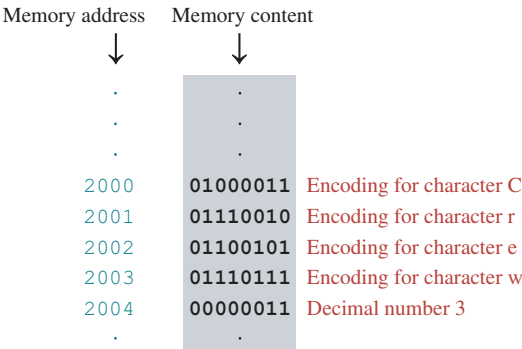 Memory address Memory content
. .
. .
. .
2000 01000011 Encoding for character C
2001 01110010 Encoding for character r
2002 01100101 Encoding for character e
2003 01110111 Encoding for character w
2004 00000011 Decimal number 3
. .